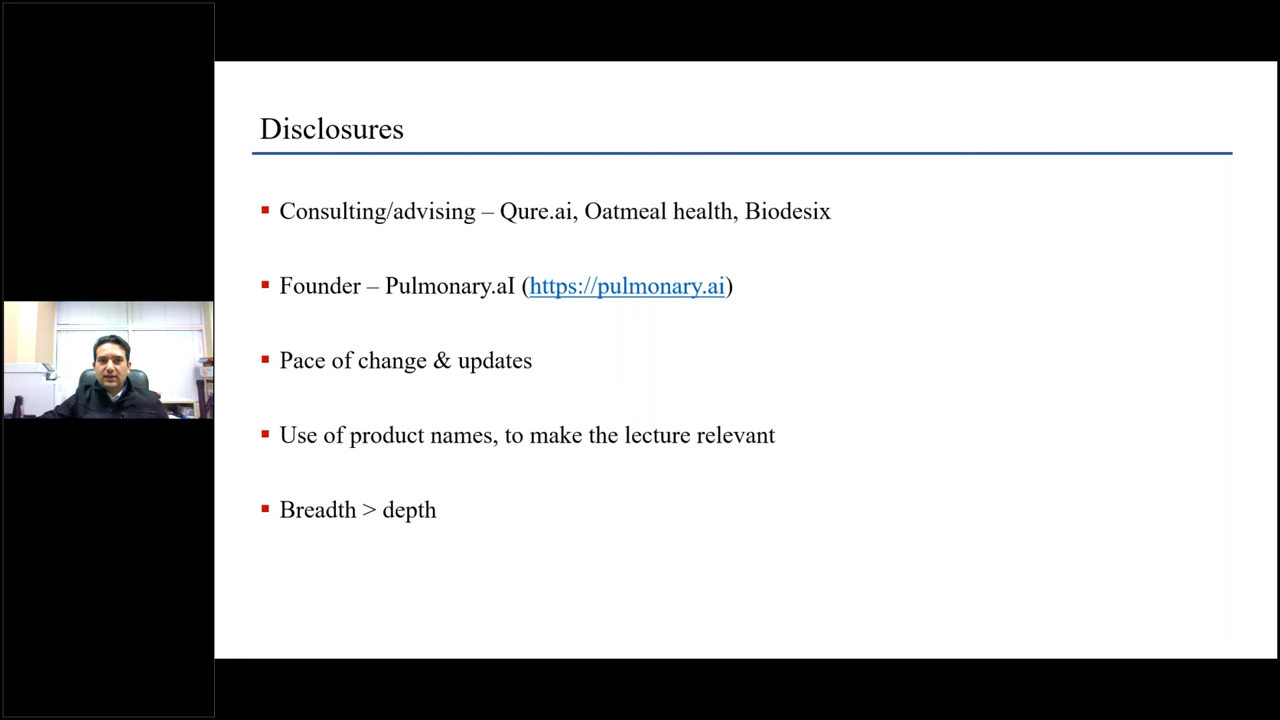 Disclosures
Consulting/advising – Qure.ai, Oatmeal health, Biodesix
Founder – Pulmonary.aI (https://pulmonary.ai)
Pace of change & updates
Use of product names, to make the lecture relevant
Breadth > depth